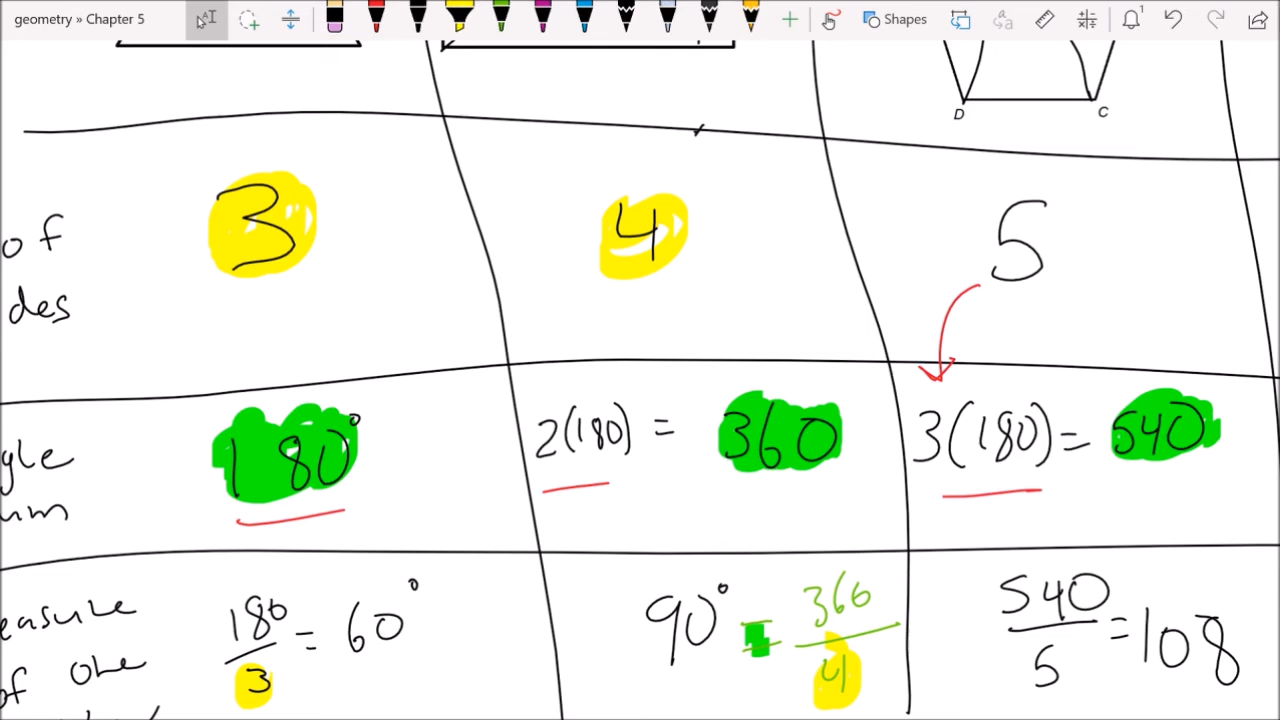 geometry » Chapter 5
Shapes
D C
of 3 4 5
des
gle 180° 2(180) = 360 3(180) = 540
um
easure 180/3 = 60° 90° = 360/4 540/5 = 108
of one